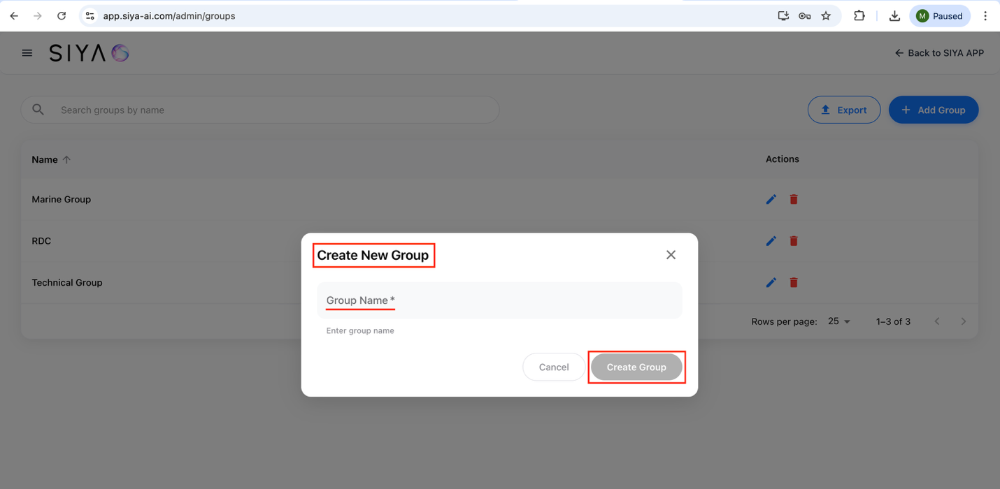 app.siya-ai.com/admin/groups
M Paused
SIYA
Back to SIYA APP
Search groups by name
Export
+ Add Group
Name
Actions
Marine Group
RDC
Technical Group
Create New Group
Group Name *
Enter group name
Cancel
Create Group
Rows per page: 25
1–3 of 3